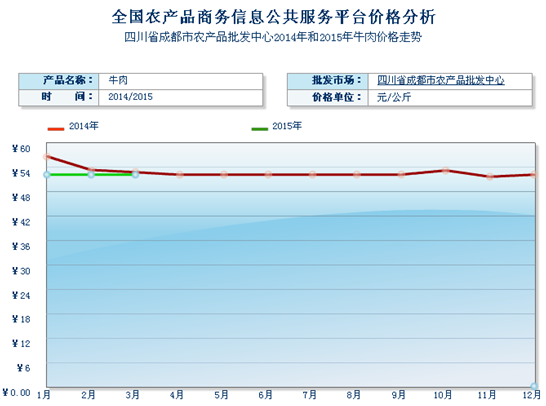 全国农产品商务信息公共服务平台价格分析
四川省成都市农产品批发中心2014年和2015年牛肉价格走势
产品名称： 牛肉 批发市场： 四川省成都市农产品批发中心
时 间： 2014/2015 价格单位： 元/公斤
2014年 2015年
￥60
￥54
￥48
￥42
￥36
￥30
￥24
￥18
￥12
￥6
￥0.00
1月 2月 3月 4月 5月 6月 7月 8月 9月 10月 11月 12月